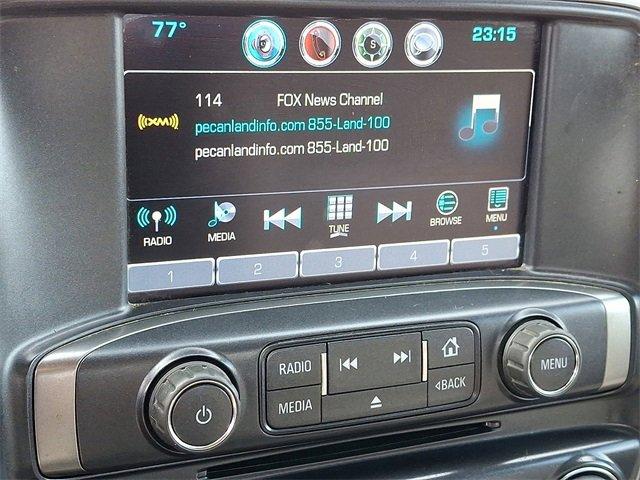 77° S 23:15
114 FOX News Channel
((XM)) pecanlandinfo.com 855-Land-100
pecanlandinfo.com 855-Land-100
RADIO MEDIA TUNE BROWSE MENU
1 2 3 4 5
RADIO
MEDIA
◁BACK
MENU